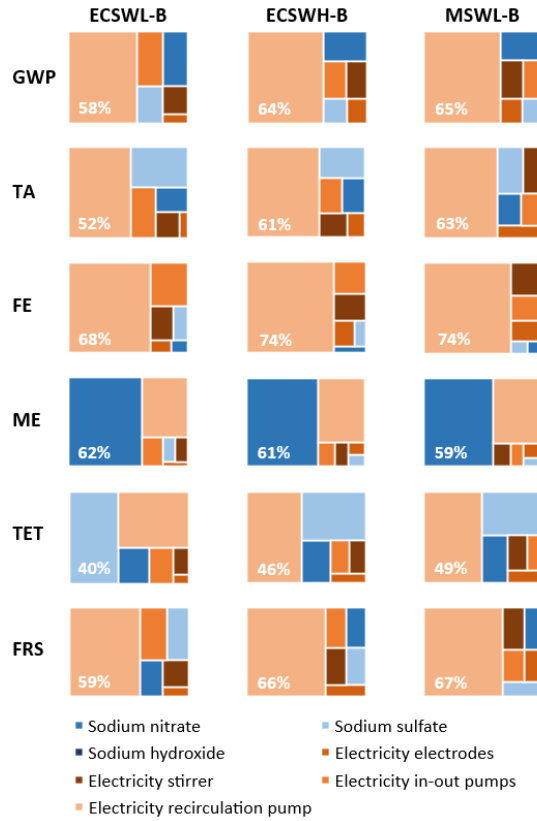 ECSWL-B ECSWH-B MSWL-B
GWP 58% 64% 65%
TA 52% 61% 63%
FE 68% 74% 74%
ME 62% 61% 59%
TET 40% 46% 49%
FRS 59% 66% 67%
Sodium nitrate Sodium sulfate
Sodium hydroxide Electricity electrodes
Electricity stirrer Electricity in-out pumps
Electricity recirculation pump